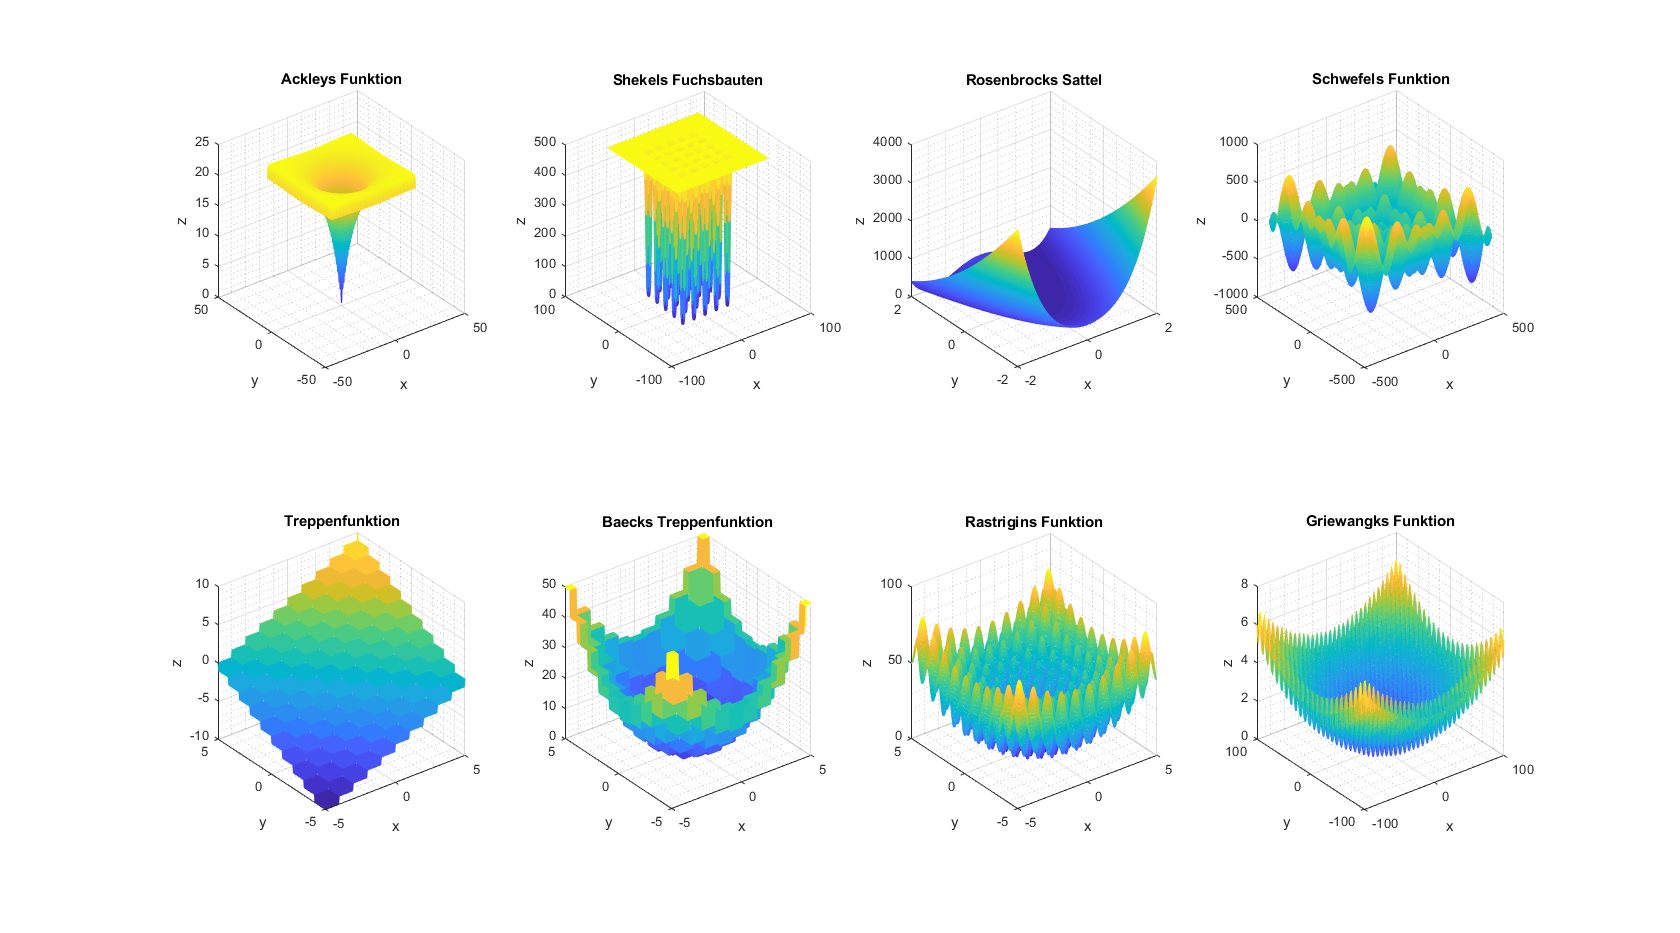 Ackleys Funktion
25
20
15
10
5
0
z
50
0
-50
y
-50
0
50
x
Shekels Fuchsbauten
500
400
300
200
100
0
z
100
0
-100
y
-100
0
100
x
Rosenbrocks Sattel
4000
3000
2000
1000
0
z
2
0
-2
y
-2
0
2
x
Schwefels Funktion
1000
500
0
-500
-1000
z
500
0
-500
y
-500
0
500
x
Treppenfunktion
10
5
0
-5
-10
z
5
0
-5
y
-5
0
5
x
Baecks Treppenfunktion
50
40
30
20
10
0
z
5
0
-5
y
-5
0
5
x
Rastrigins Funktion
100
50
0
z
5
0
-5
y
-5
0
5
x
Griewangks Funktion
8
6
4
2
0
z
100
0
-100
y
-100
0
100
x